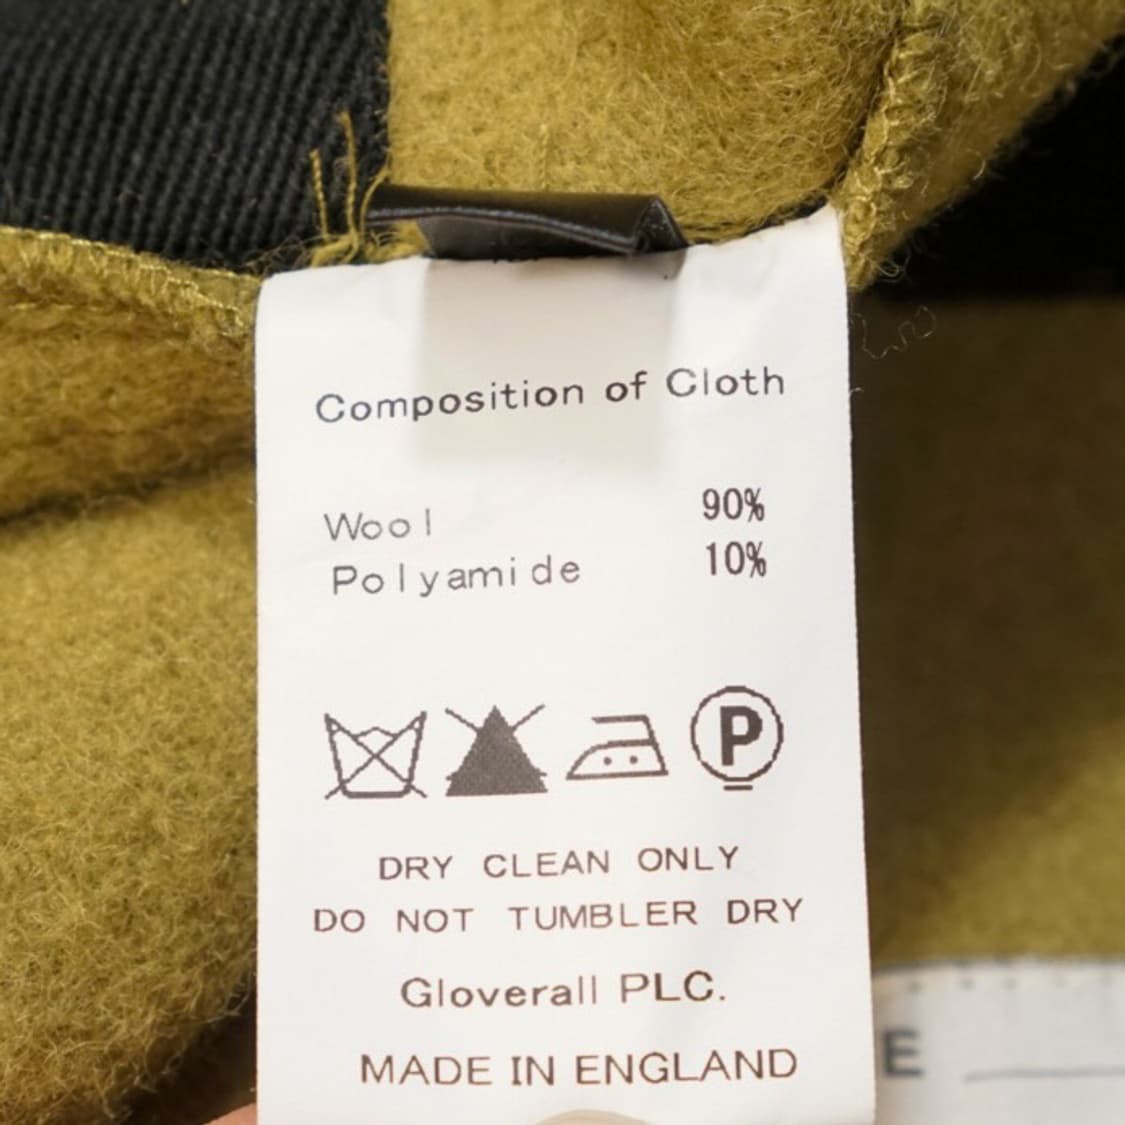 Composition of Cloth
Wool 90%
Polyamide 10%
P
DRY CLEAN ONLY
DO NOT TUMBLER DRY
Gloverall PLC.
MADE IN ENGLAND
E